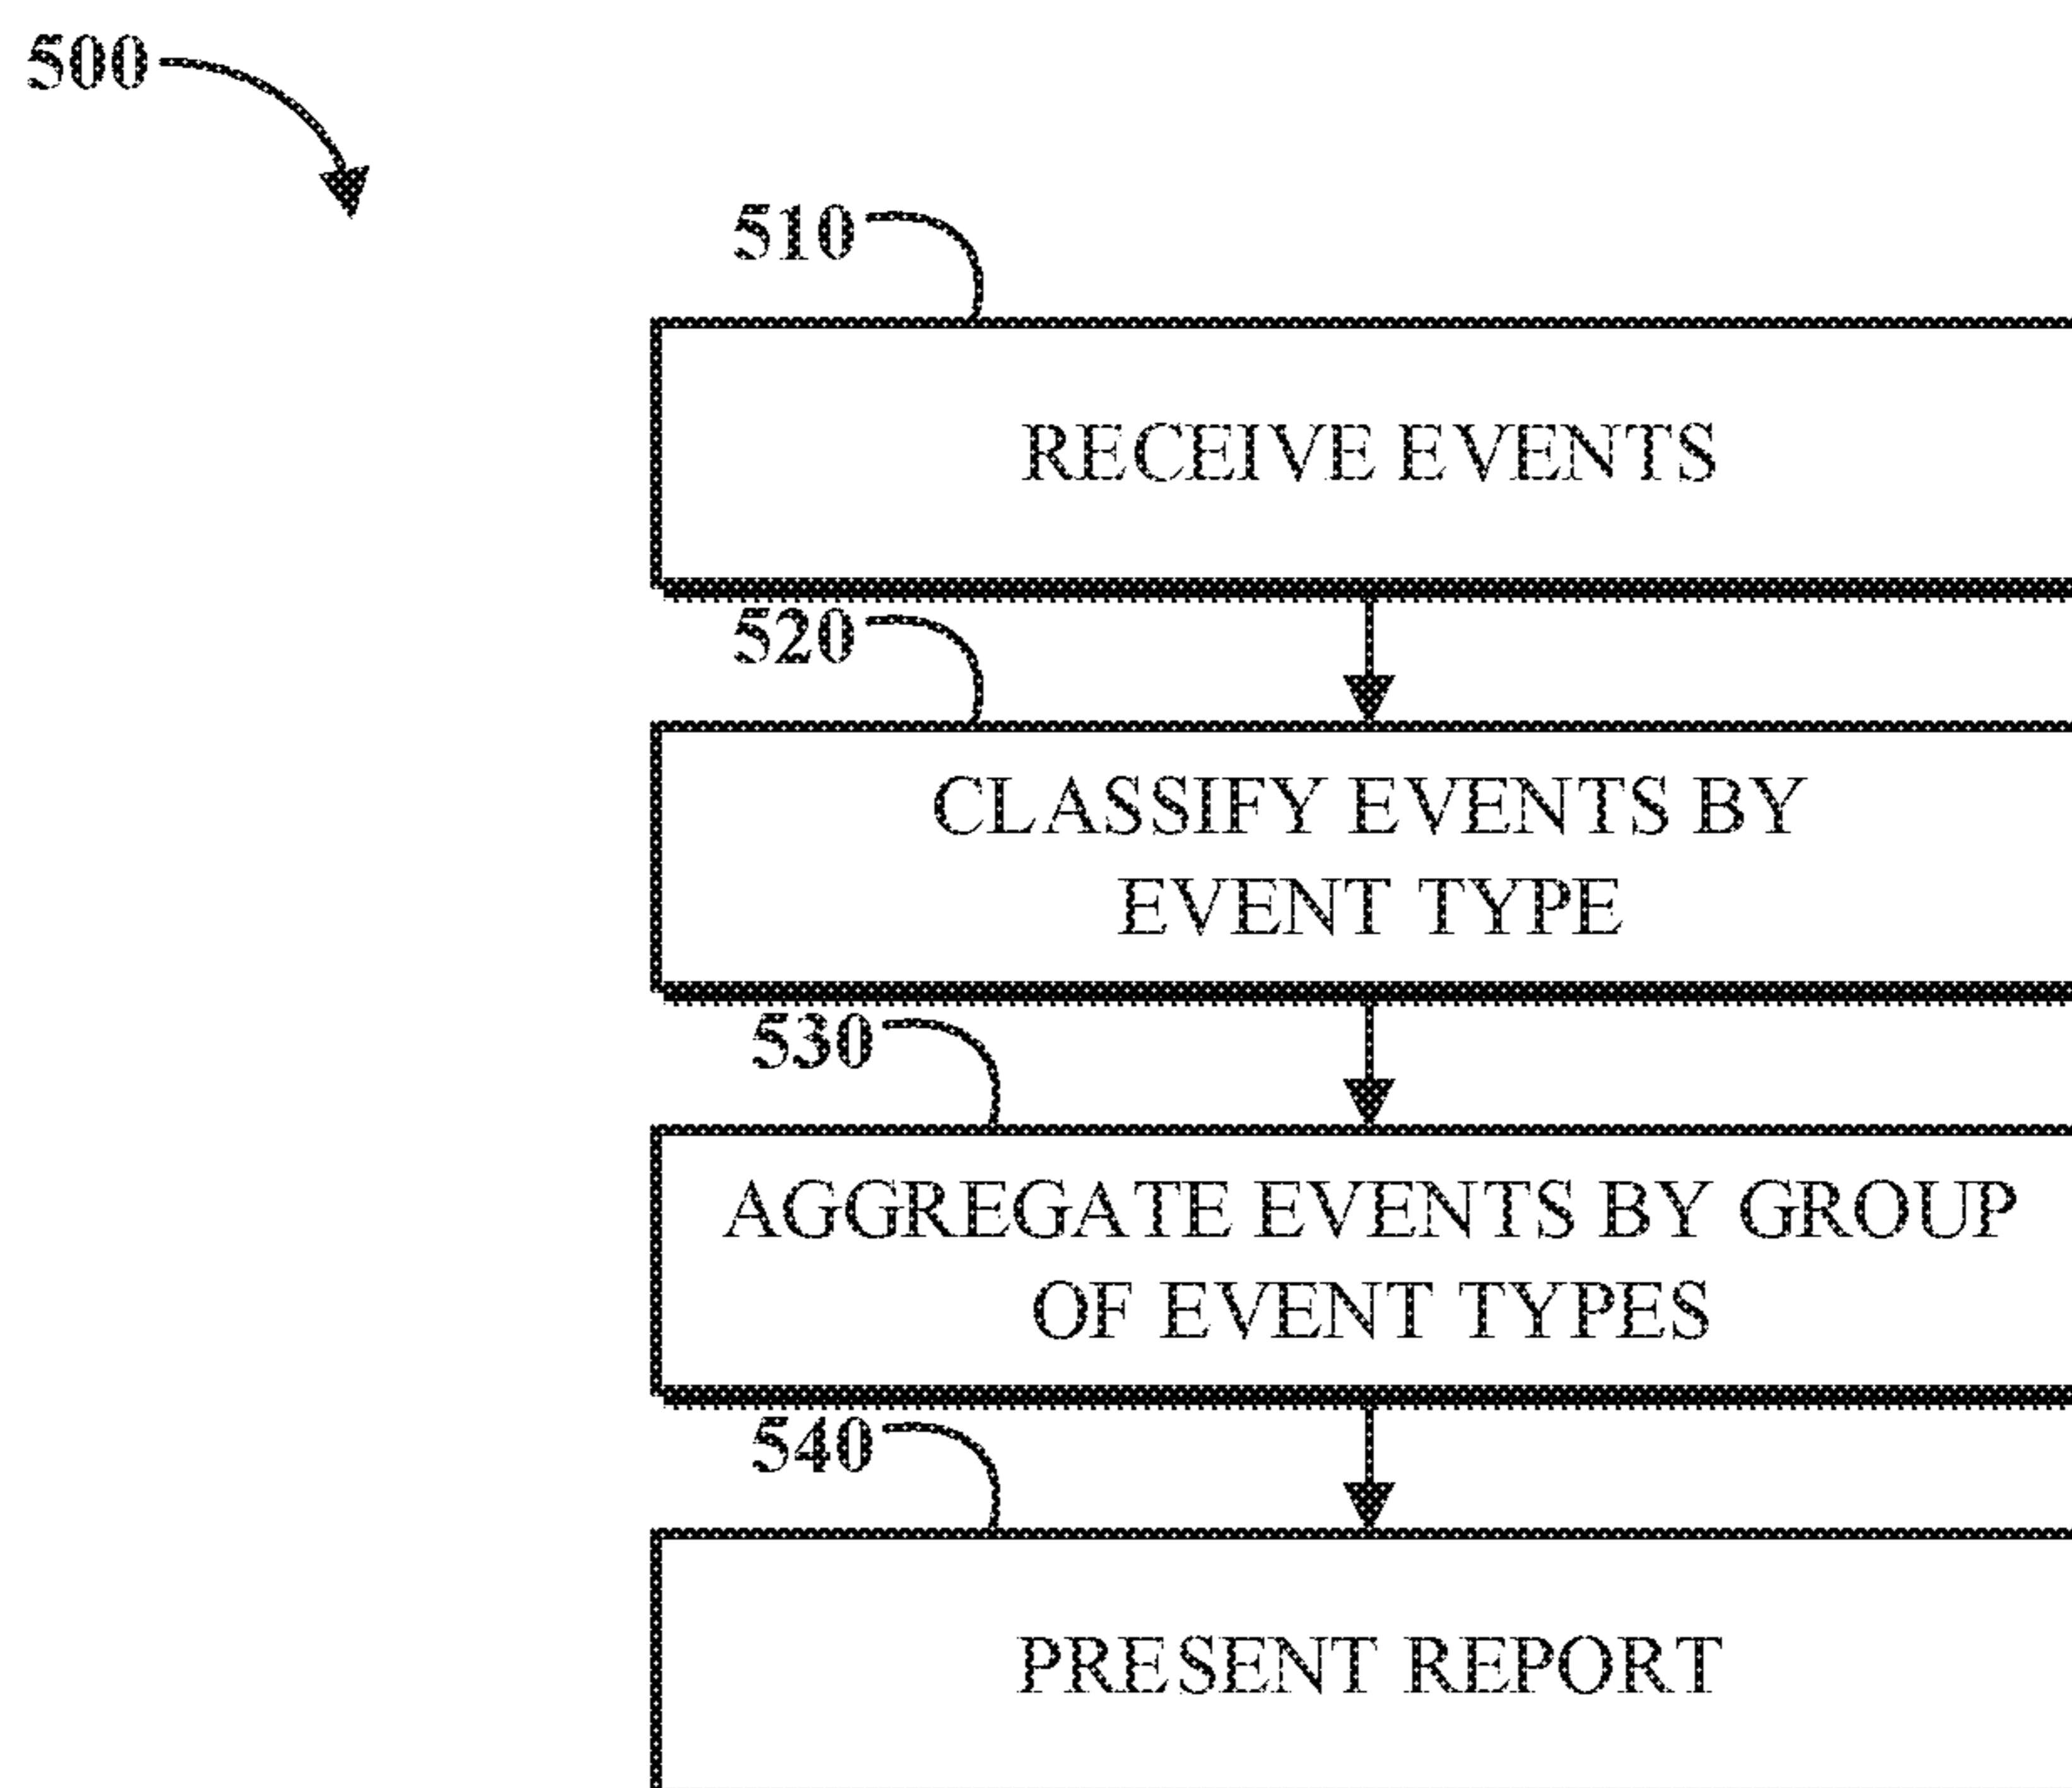 500
510
RECEIVE EVENTS
520
CLASSIFY EVENTS BY
EVENT TYPE
530
AGGREGATE EVENTS BY GROUP
OF EVENT TYPES
540
PRESENT REPORT